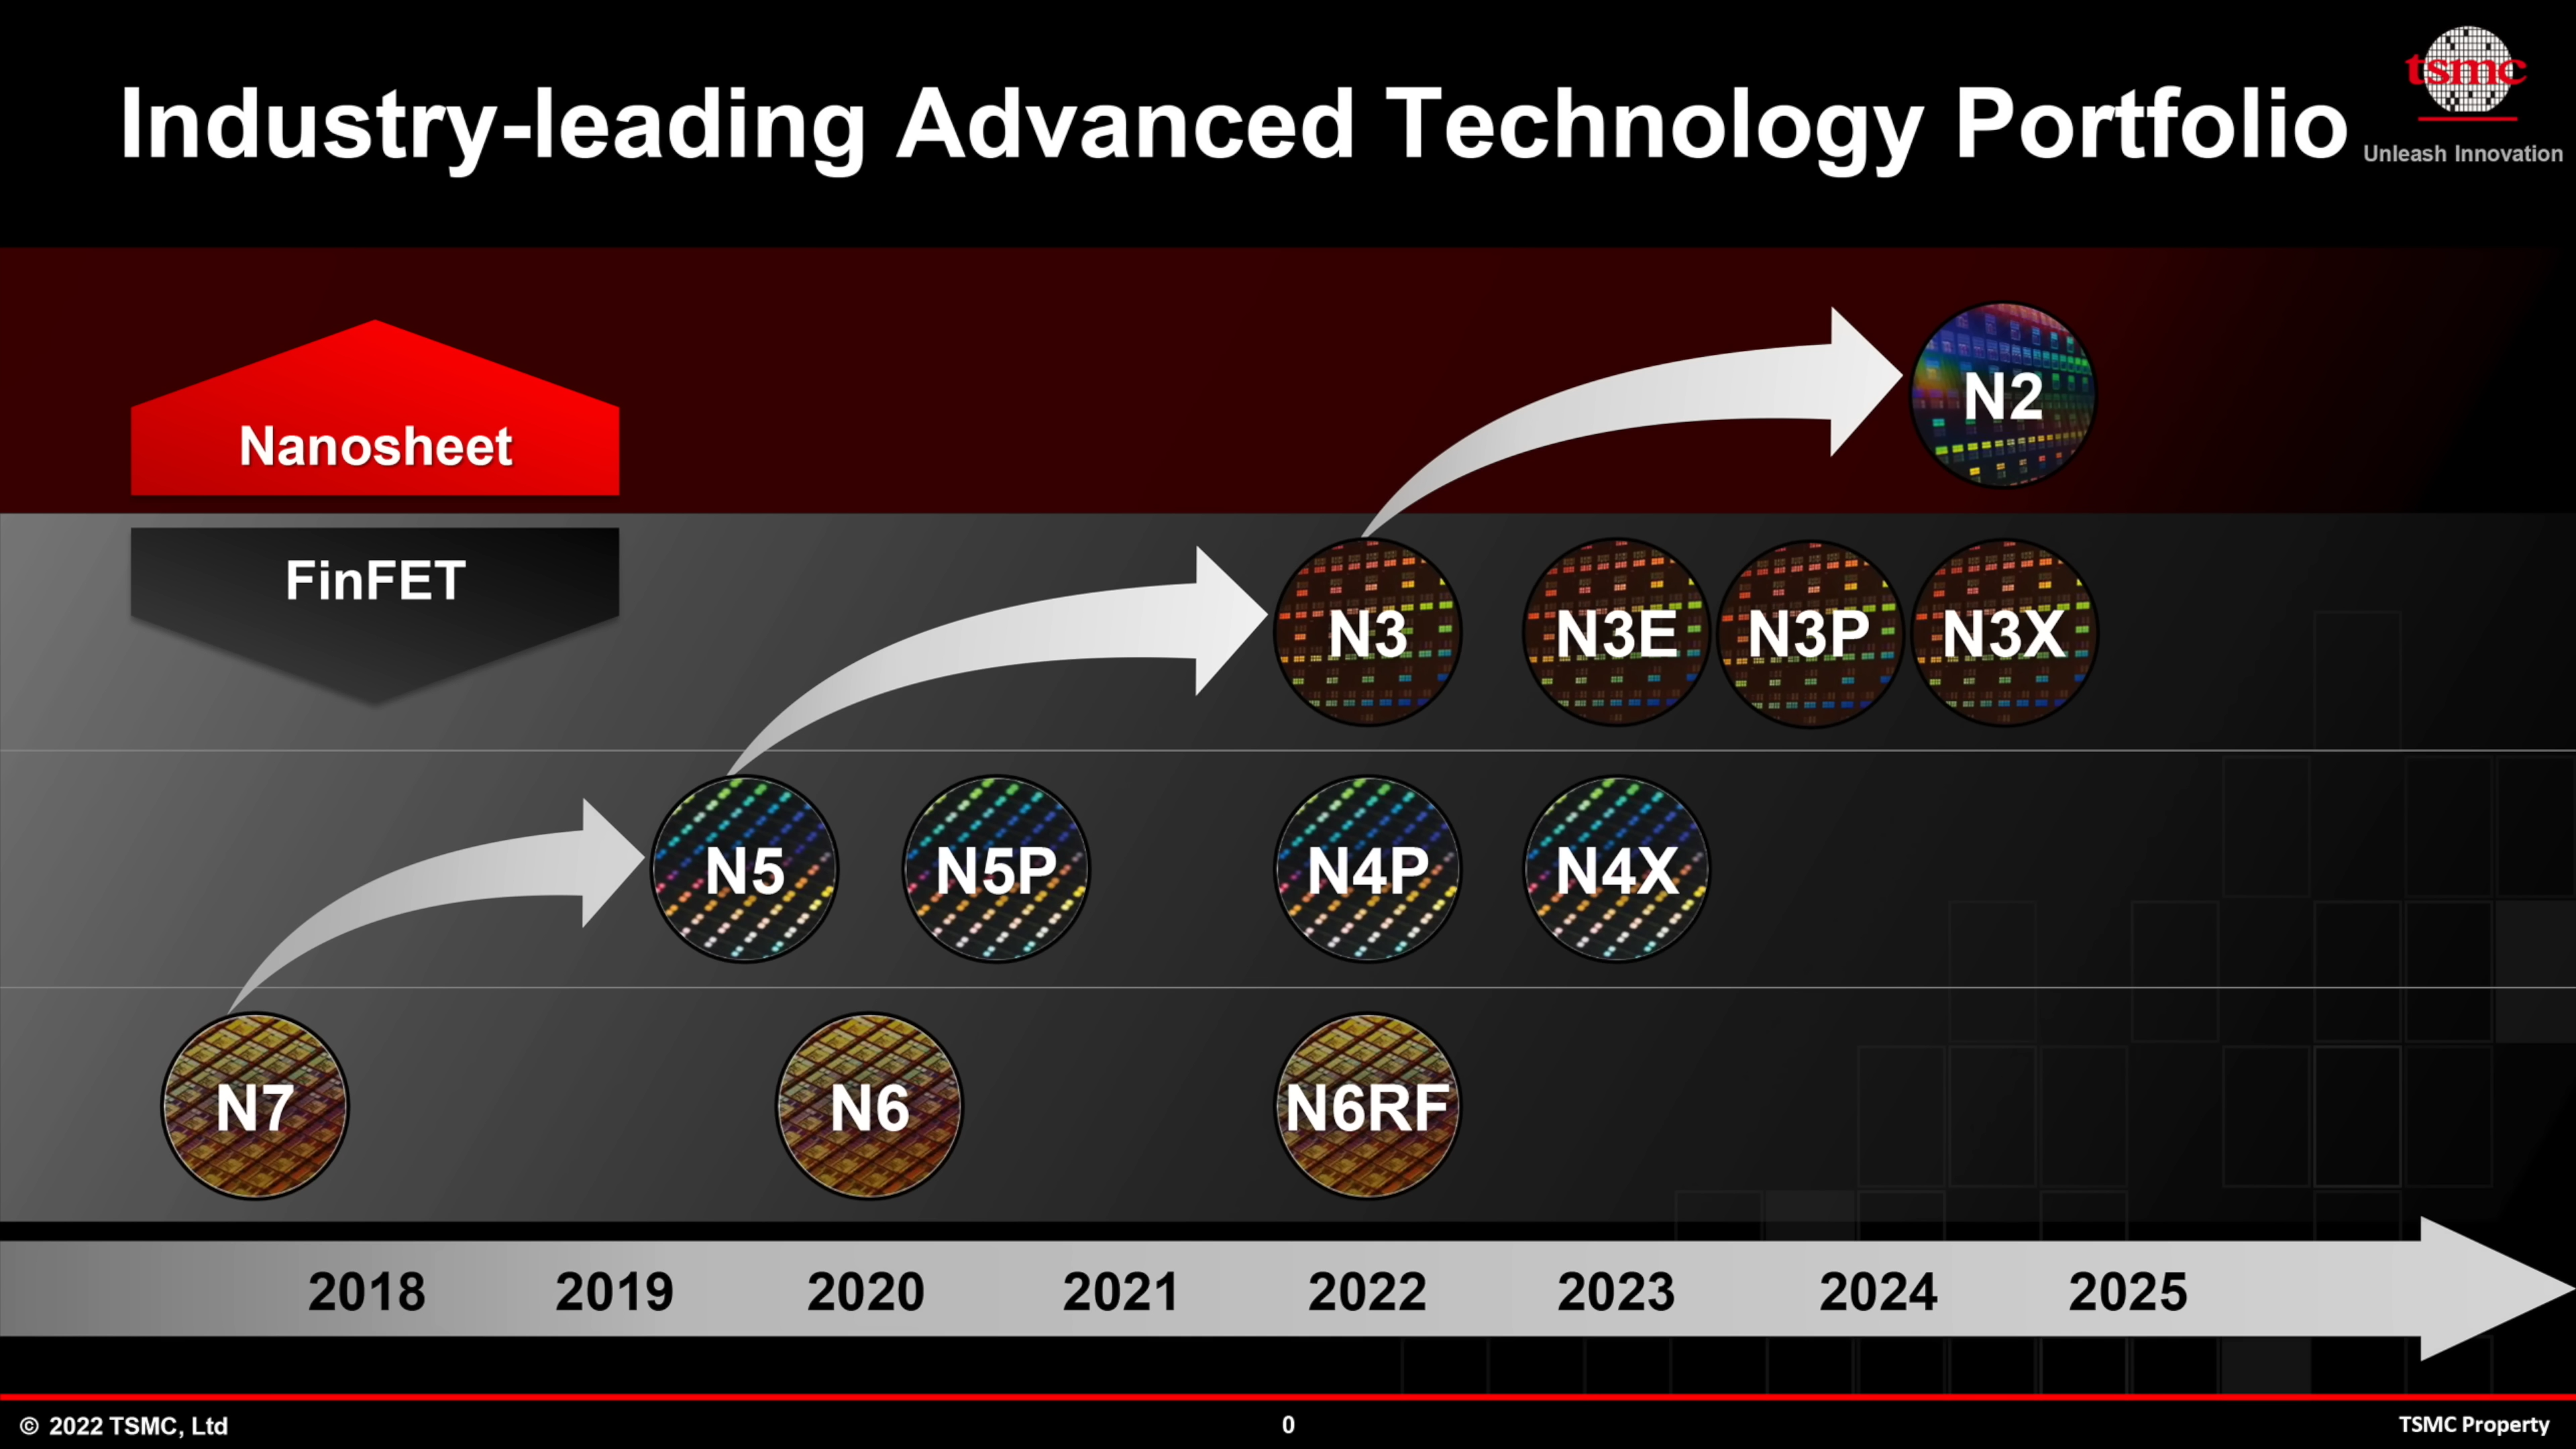 Industry-leading Advanced Technology Portfolio
tsmc
Unleash Innovation
Nanosheet
FinFET
N2
N3 N3E N3P N3X
N5 N5P N4P N4X
N7 N6 N6RF
2018 2019 2020 2021 2022 2023 2024 2025
© 2022 TSMC, Ltd 0 TSMC Property